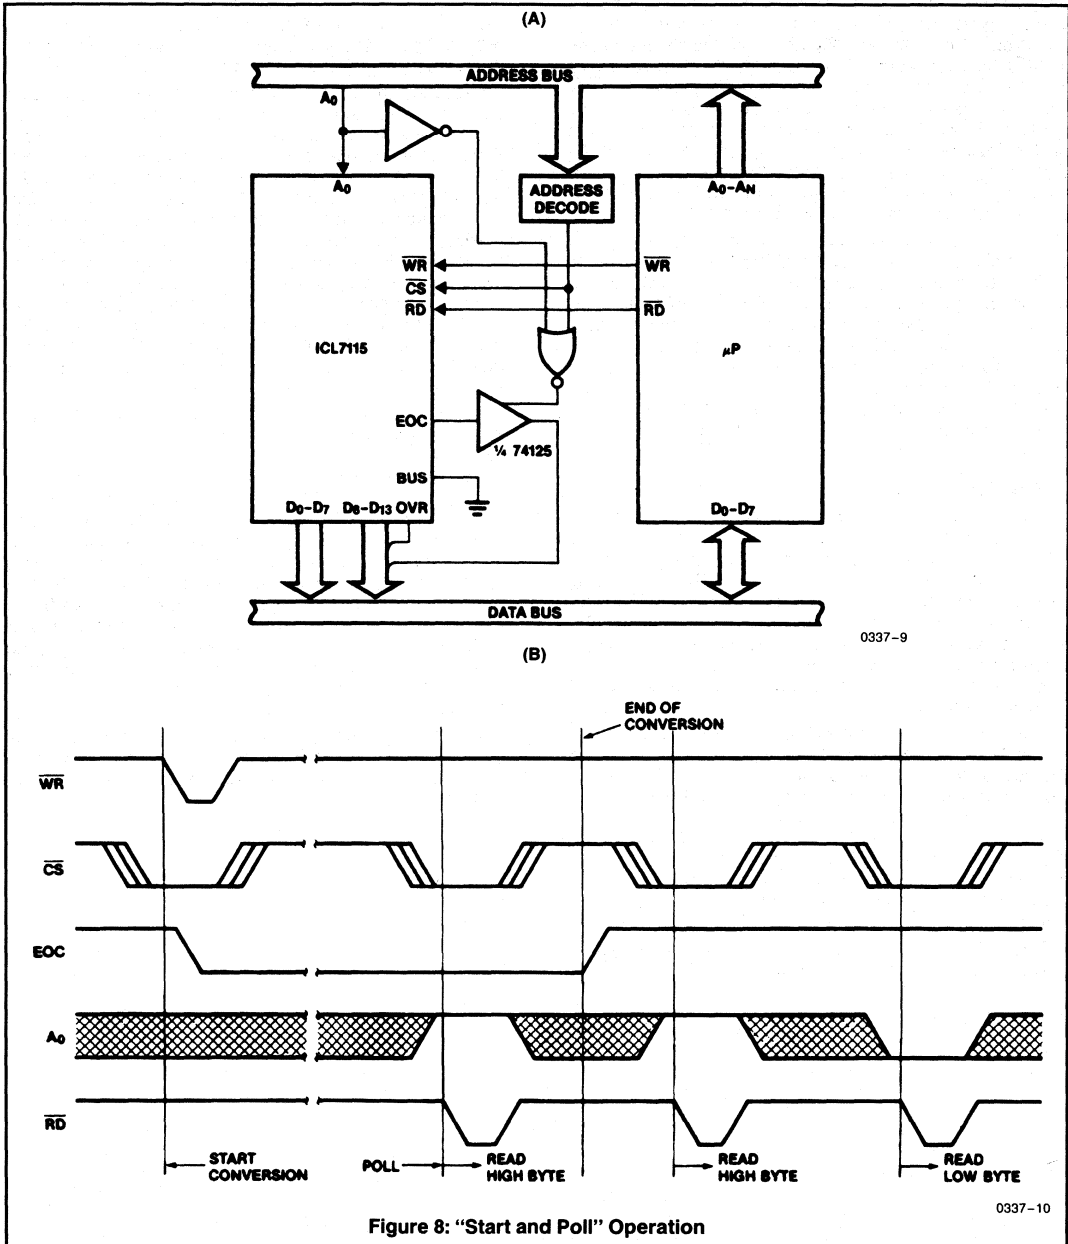 (A)
ADDRESS BUS
A0
A0
ADDRESS
DECODE
A0-AN
WR
WR
CS
RD
RD
ICL7115
μP
EOC
¼ 74125
BUS
D0-D7 D8-D13 OVR
D0-D7
DATA BUS
0337-9
(B)
END OF
CONVERSION
WR
CS
EOC
A0
RD
START
CONVERSION
POLL
READ
HIGH BYTE
READ
HIGH BYTE
READ
LOW BYTE
0337-10
Figure 8: “Start and Poll” Operation